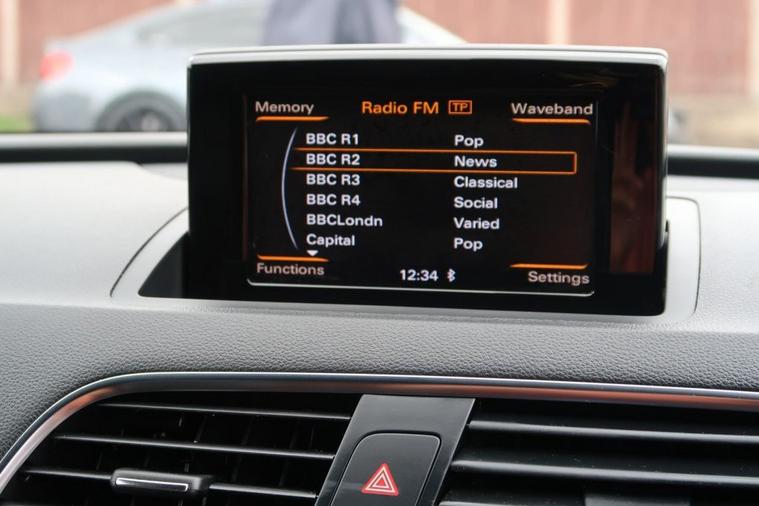 Memory Radio FM TP Waveband
BBC R1 Pop
BBC R2 News
BBC R3 Classical
BBC R4 Social
BBCLondn Varied
Capital Pop
Functions 12:34 Settings